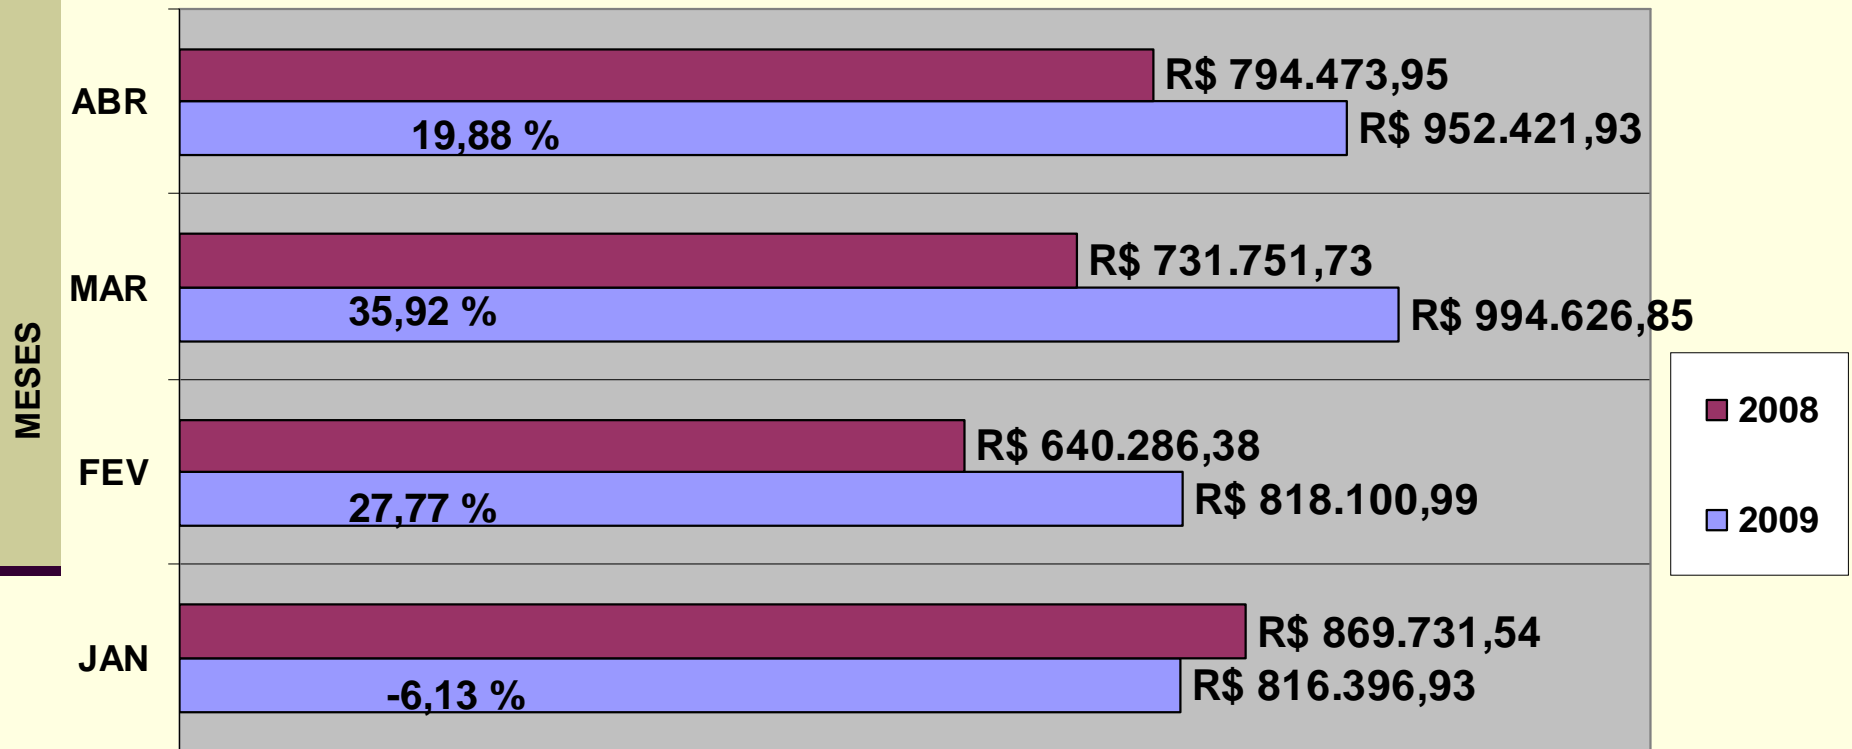 MESES
ABR
R$ 794.473,95
19,88 %
R$ 952.421,93
MAR
R$ 731.751,73
35,92 %
R$ 994.626,85
FEV
R$ 640.286,38
27,77 %
R$ 818.100,99
JAN
R$ 869.731,54
-6,13 %
R$ 816.396,93
2008
2009